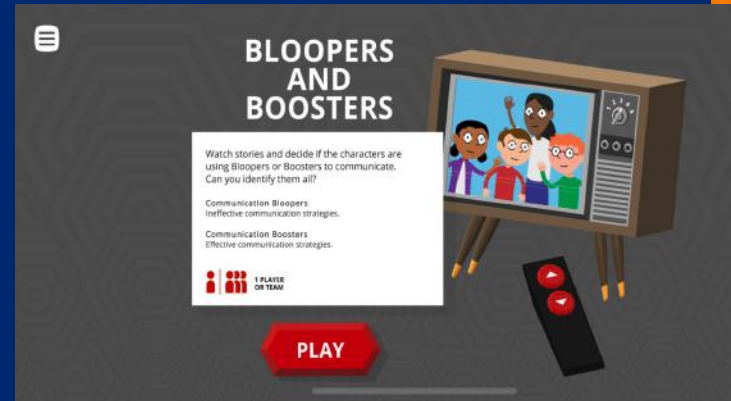 BLOOPERS
AND
BOOSTERS
Watch stories and decide if the characters are
using Bloopers or Boosters to communicate.
Can you identify them all?
Communication Bloopers
Ineffective communication strategies.
Communication Boosters
Effective communication strategies.
1 PLAYER
OR TEAM
PLAY